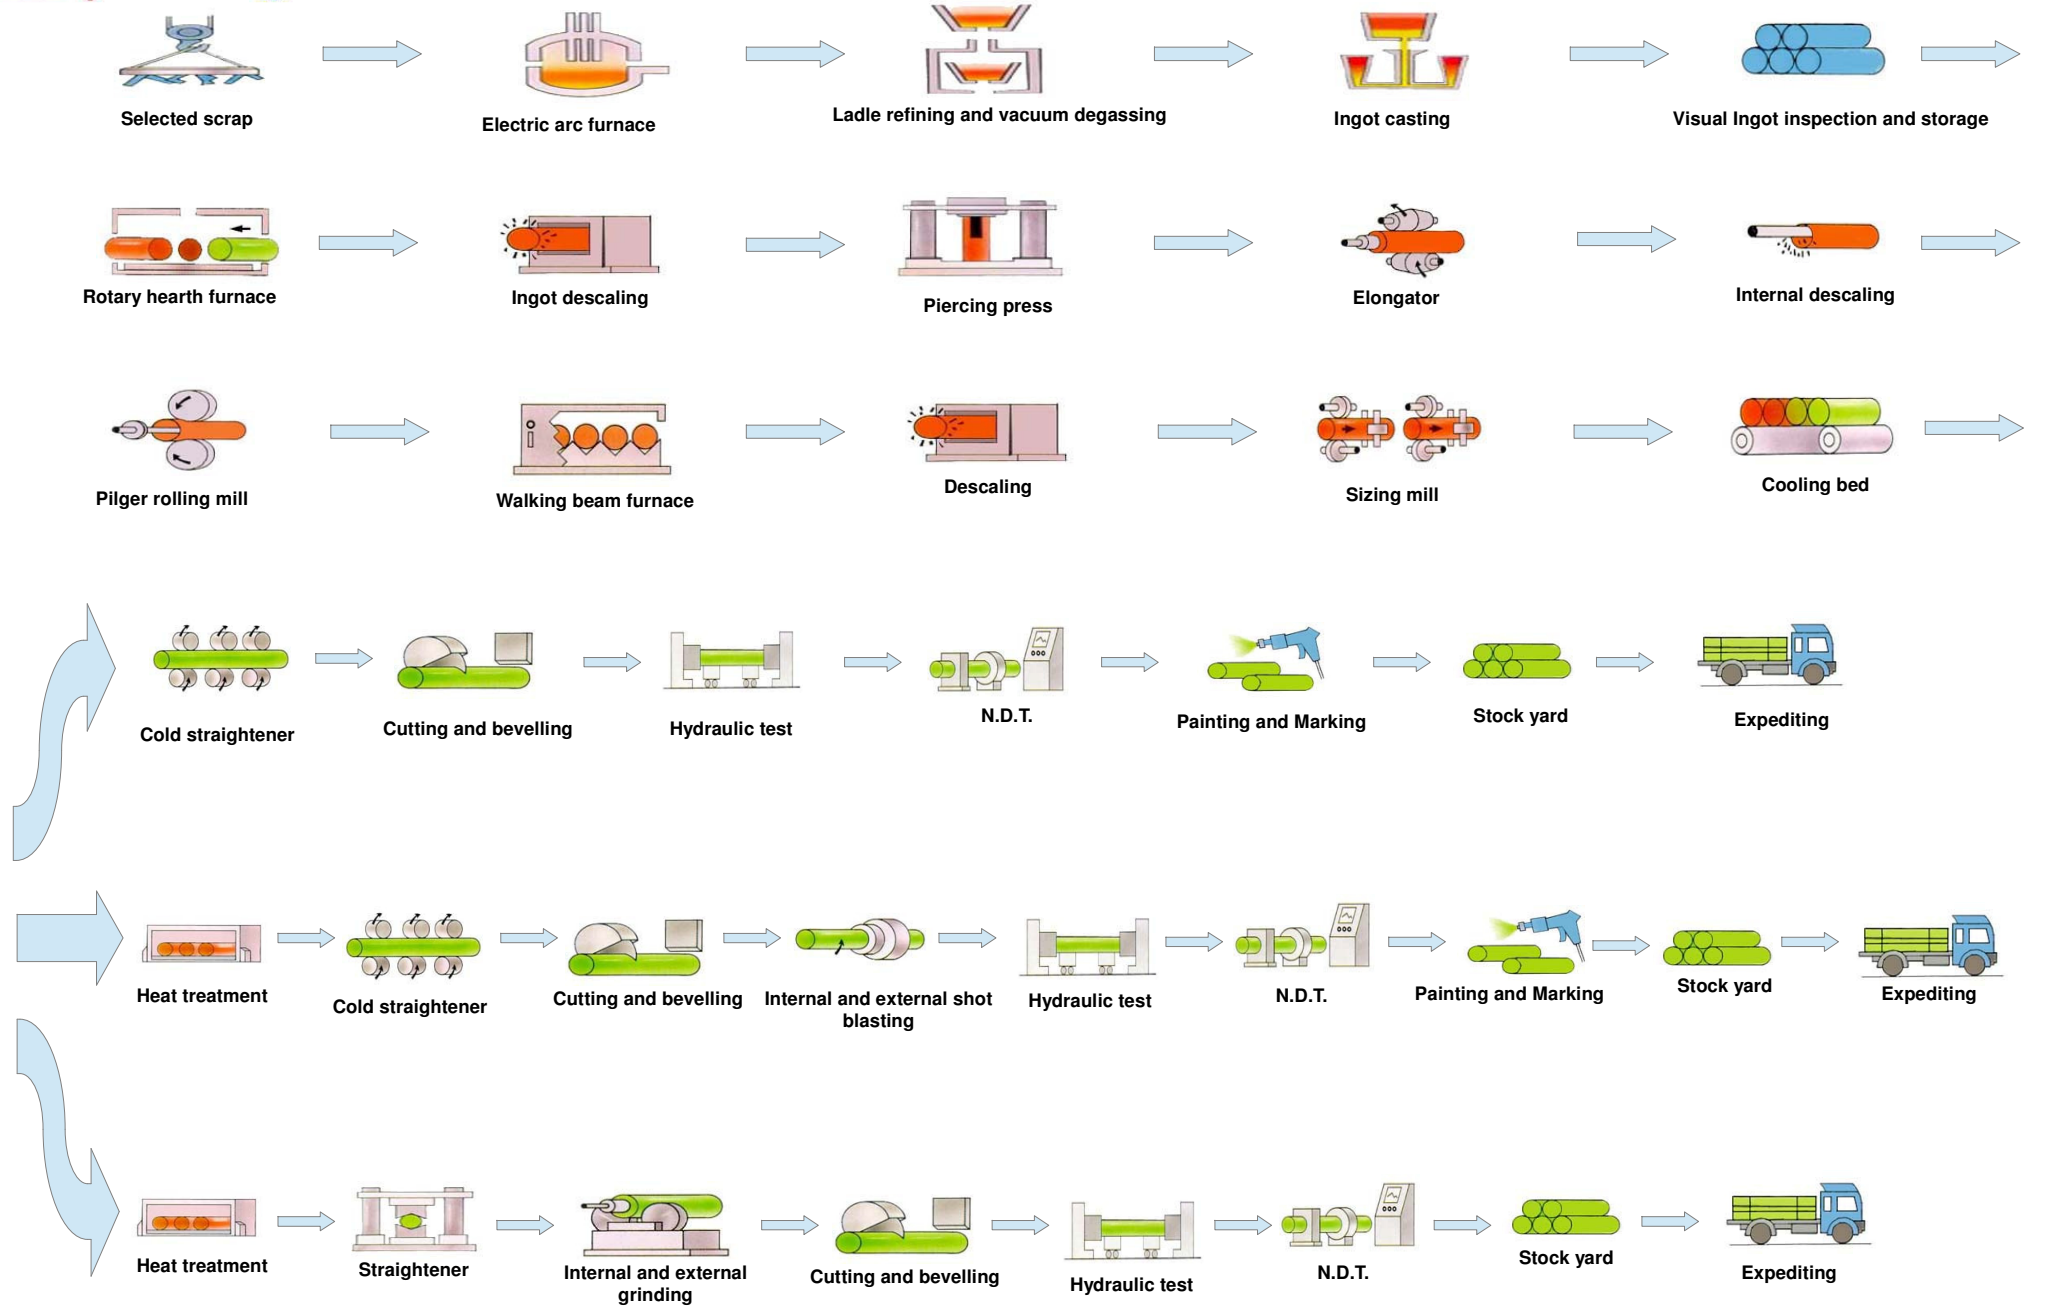 Selected scrap
Electric arc furnace
Ladle refining and vacuum degassing
Ingot casting
Visual Ingot inspection and storage
Rotary hearth furnace
Ingot descaling
Piercing press
Elongator
Internal descaling
Pilger rolling mill
Walking beam furnace
Descaling
Sizing mill
Cooling bed
Cold straightener
Cutting and bevelling
Hydraulic test
N.D.T.
Painting and Marking
Stock yard
Expediting
Heat treatment
Cold straightener
Cutting and bevelling
Internal and external shot
blasting
Hydraulic test
N.D.T.
Painting and Marking
Stock yard
Expediting
Heat treatment
Straightener
Internal and external
grinding
Cutting and bevelling
Hydraulic test
N.D.T.
Stock yard
Expediting